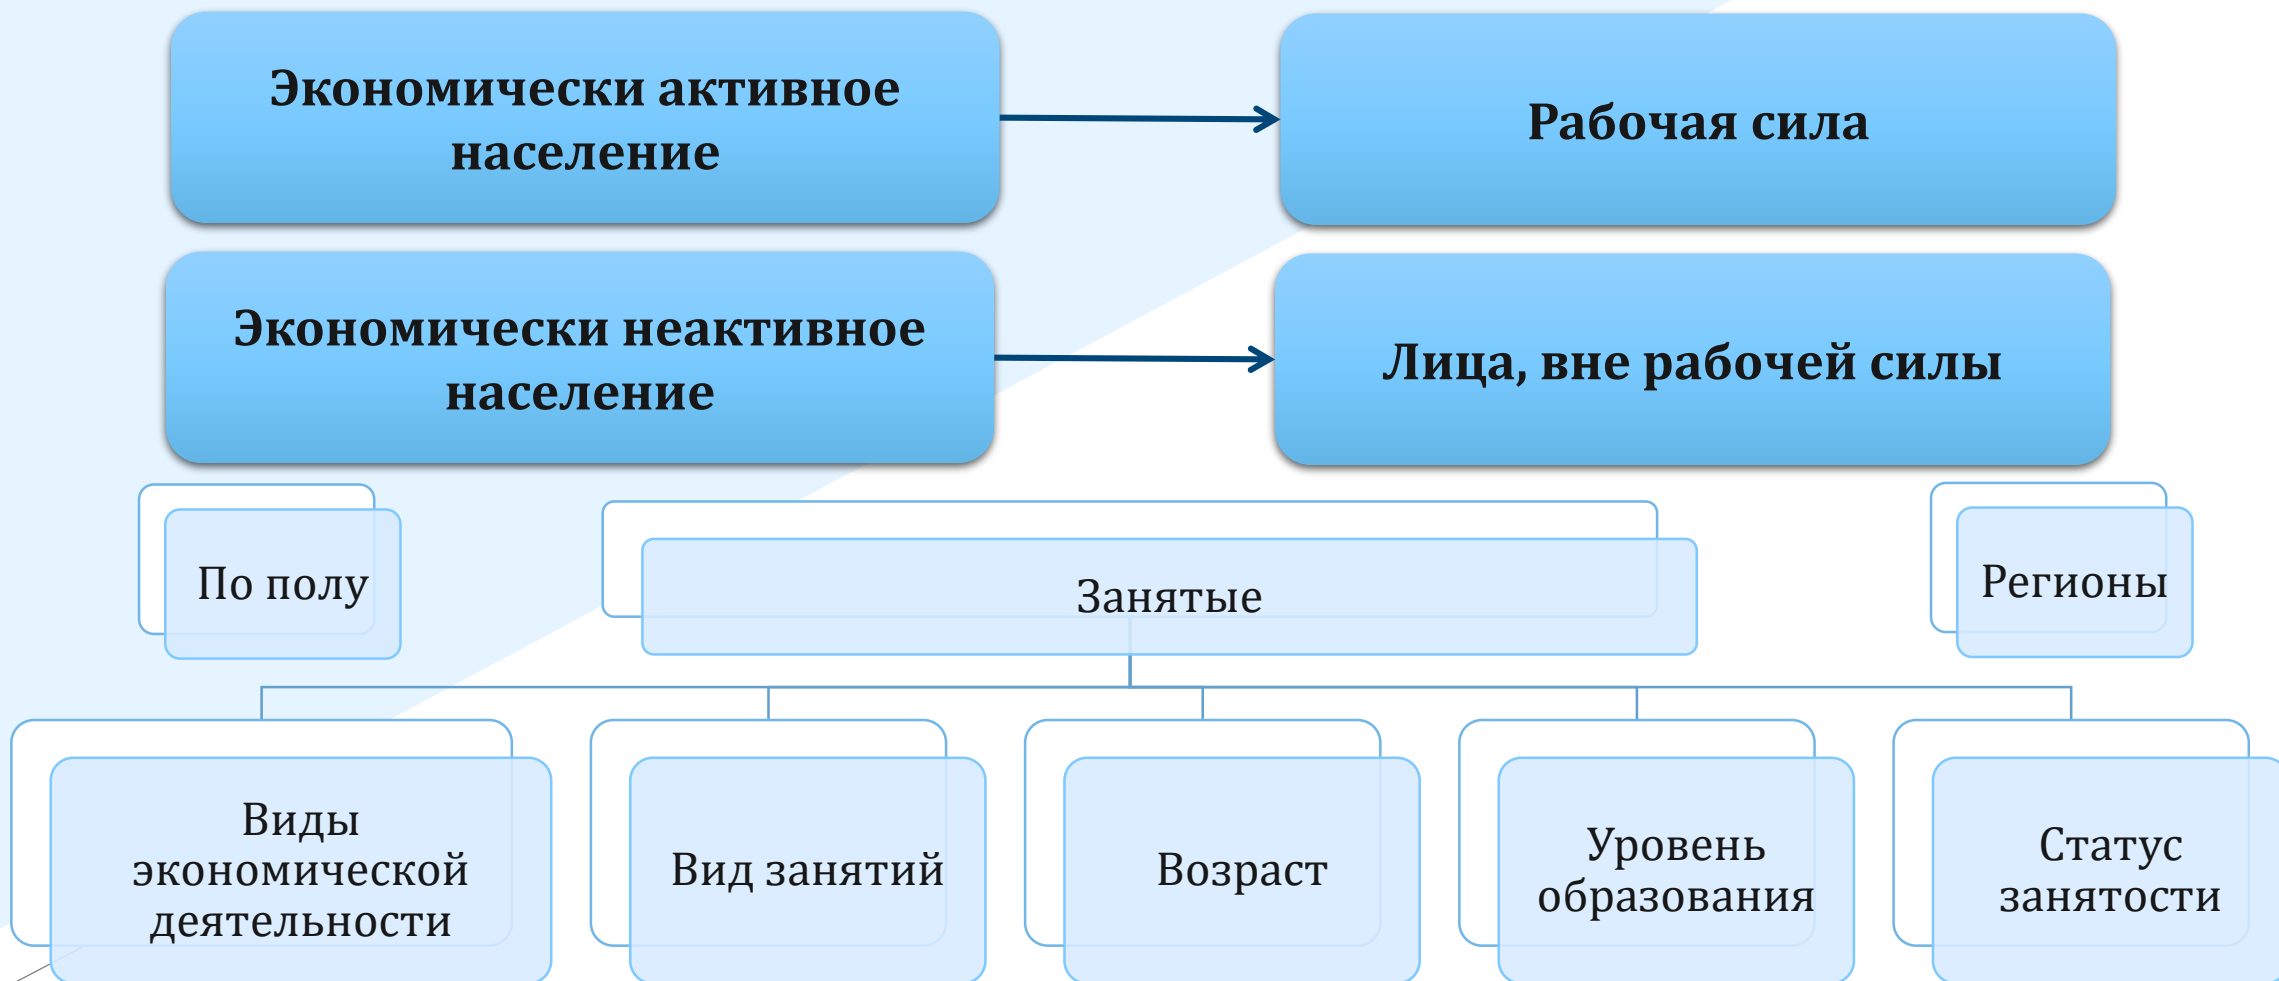 Экономически активное
население
Рабочая сила
Экономически неактивное
население
Лица, вне рабочей силы
По полу
Занятые
Регионы
Виды
экономической
деятельности
Вид занятий
Возраст
Уровень
образования
Статус
занятости